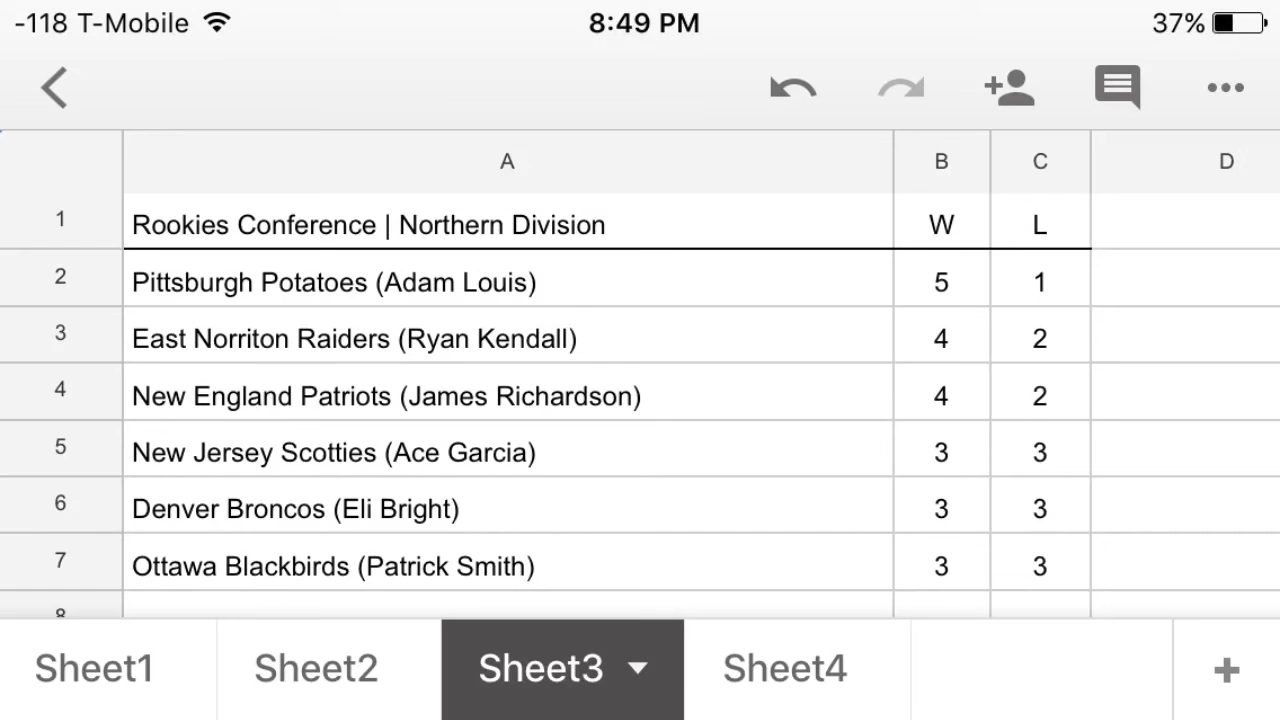 -118 T-Mobile 8:49 PM 37%
A B C D
1 Rookies Conference | Northern Division W L
2 Pittsburgh Potatoes (Adam Louis) 5 1
3 East Norriton Raiders (Ryan Kendall) 4 2
4 New England Patriots (James Richardson) 4 2
5 New Jersey Scotties (Ace Garcia) 3 3
6 Denver Broncos (Eli Bright) 3 3
7 Ottawa Blackbirds (Patrick Smith) 3 3
8
Sheet1 Sheet2 Sheet3 Sheet4 +